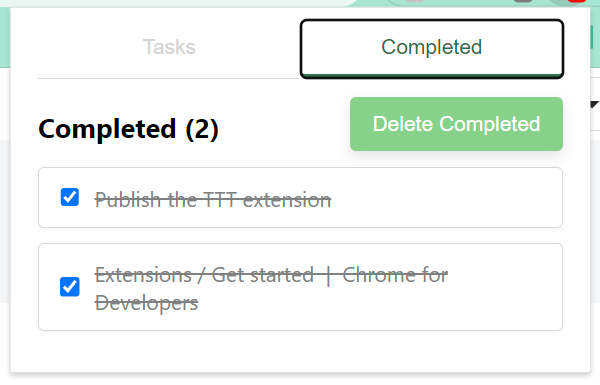 Tasks
Completed
Completed (2)
Delete Completed
Publish the TTT extension
Extensions / Get started | Chrome for
Developers